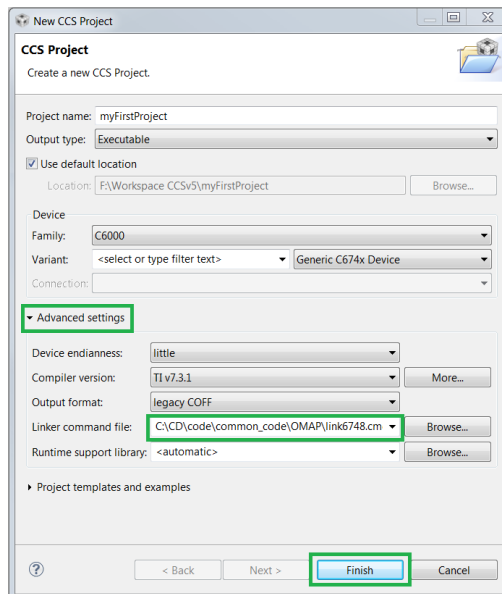 New CCS Project
CCS Project
Create a new CCS Project.
Project name: myFirstProject
Output type: Executable
Use default location
Location: F:\Workspace CCSv5\myFirstProject Browse...
Device
Family: C6000
Variant: <select or type filter text> Generic C674x Device
Connection:
Advanced settings
Device endianness: little
Compiler version: TI v7.3.1 More...
Output format: legacy COFF
Linker command file: C:\CD\code\common_code\OMAP\link6748.cm Browse...
Runtime support library: <automatic> Browse...
Project templates and examples
? < Back Next > Finish Cancel